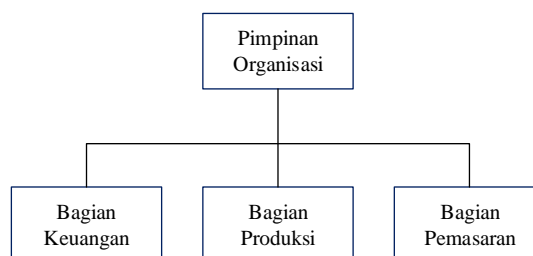 Pimpinan
Organisasi
Bagian
Keuangan
Bagian
Produksi
Bagian
Pemasaran